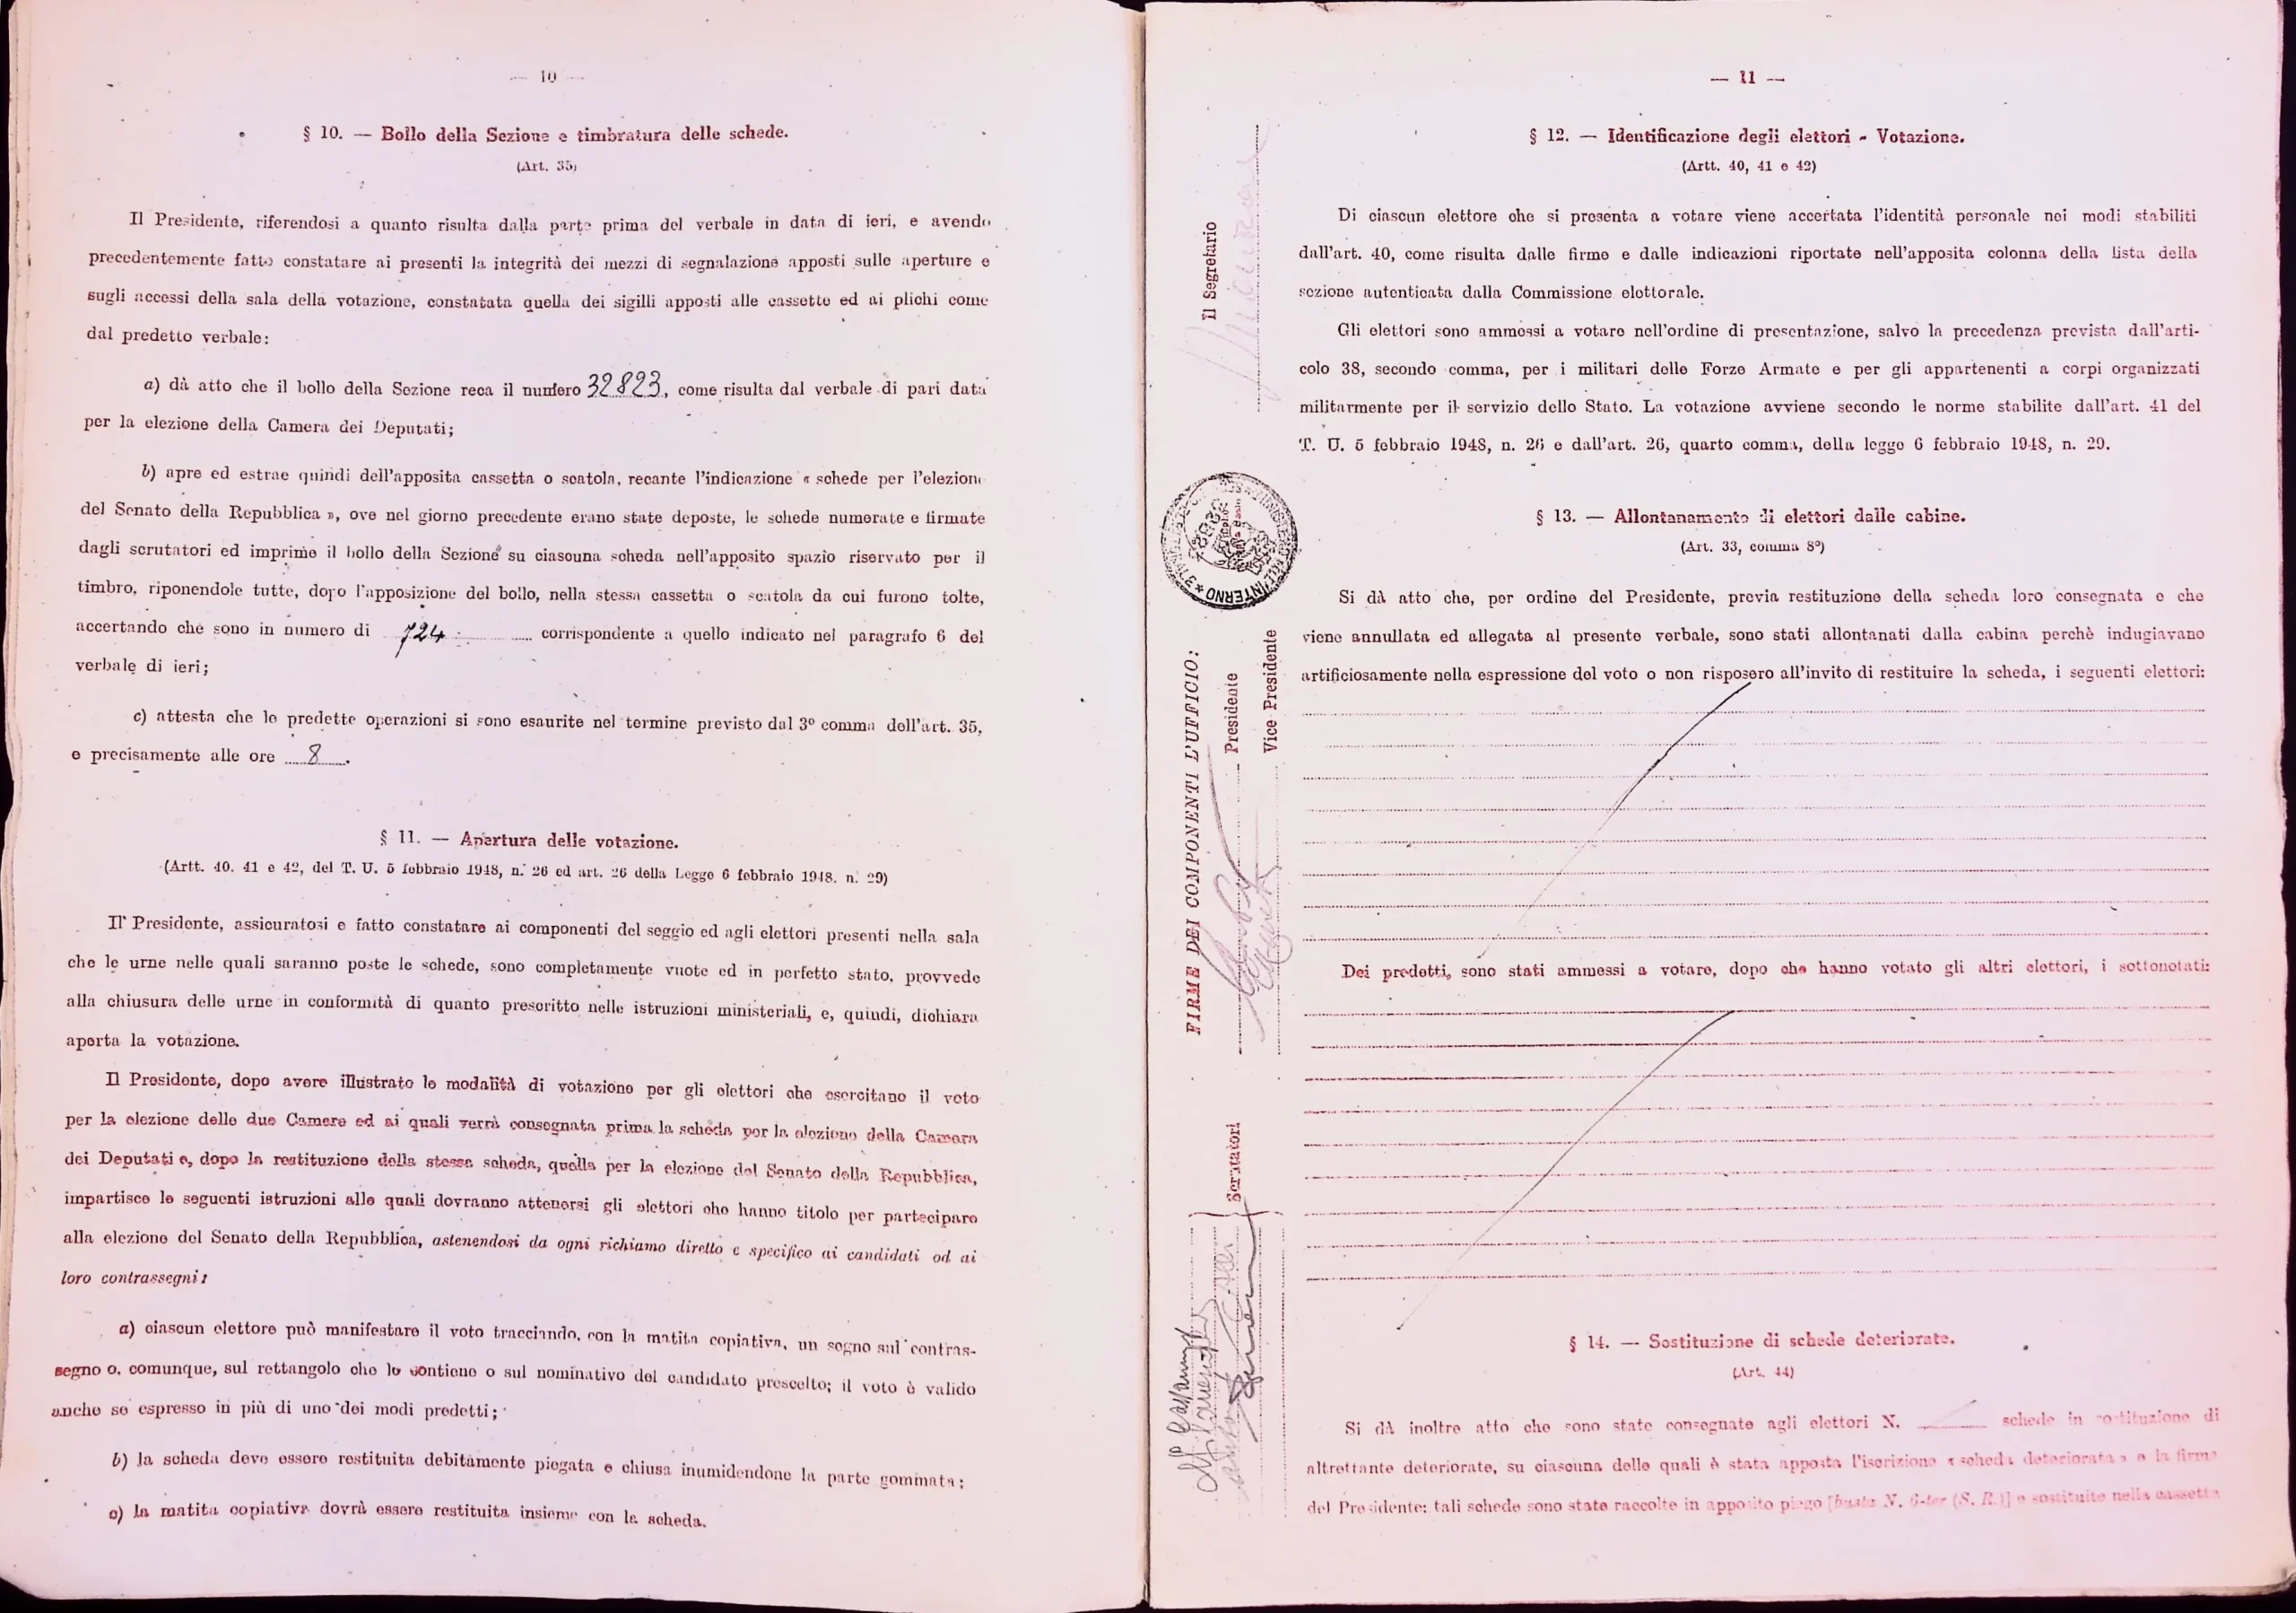 — 10 —
§ 10. — Bollo della Sezione e timbratura delle schede.
(Art. 35)
Il Presidente, riferendosi a quanto risulta dalla parte prima del verbale in data di ieri, e avendo
precedentemente fatto constatare ai presenti la integrità dei mezzi di segnalazione apposti sulle aperture e
sugli accessi della sala della votazione, constatata quella dei sigilli apposti alle cassette ed ai plichi come
dal predetto verbale:
a) dà atto che il bollo della Sezione reca il numero 32823, come risulta dal verbale di pari data
per la elezione della Camera dei Deputati;
b) apre ed estrae quindi dell'apposita cassetta o scatola, recante l'indicazione « schede per l'elezione
del Senato della Repubblica », ove nel giorno precedente erano state deposte, le schede numerate e firmate
dagli scrutatori ed imprime il bollo della Sezione su ciascuna scheda nell'apposito spazio riservato per il
timbro, riponendole tutte, dopo l'apposizione del bollo, nella stessa cassetta o scatola da cui furono tolte,
accertando che sono in numero di 724 corrispondente a quello indicato nel paragrafo 6 del
verbale di ieri;
c) attesta che le predette operazioni si sono esaurite nel termine previsto dal 3º comma dell'art. 35,
e precisamente alle ore 8.
§ 11. — Apertura delle votazione.
(Artt. 40, 41 e 42, del T. U. 5 febbraio 1948, n. 26 ed art. 26 della Legge 6 febbraio 1948, n. 29)
Il Presidente, assicuratosi e fatto constatare ai componenti del seggio ed agli elettori presenti nella sala
che le urne nelle quali saranno poste le schede, sono completamente vuote ed in perfetto stato, provvede
alla chiusura delle urne in conformità di quanto prescritto nelle istruzioni ministeriali, e, quindi, dichiara
aperta la votazione.
Il Presidente, dopo avere illustrato le modalità di votazione per gli elettori che esercitano il voto
per la elezione delle due Camere ed ai quali verrà consegnata prima la scheda per la elezione della Camera
dei Deputati e, dopo la restituzione della stessa scheda, quella per la elezione del Senato della Repubblica,
impartisce le seguenti istruzioni alle quali dovranno attenersi gli elettori che hanno titolo per partecipare
alla elezione del Senato della Repubblica, astenendosi da ogni richiamo diretto e specifico ai candidati od ai
loro contrassegni:
a) ciascun elettore può manifestare il voto tracciando, con la matita copiativa, un segno sul contras-
segno o, comunque, sul rettangolo che lo contiene o sul nominativo del candidato prescelto; il voto è valido
anche se espresso in più di uno dei modi predetti;
b) la scheda deve essere restituita debitamente piegata e chiusa inumidendone la parte gommata;
c) la matita copiativa dovrà essere restituita insieme con la scheda.
— 11 —
§ 12. — Identificazione degli elettori - Votazione.
(Artt. 40, 41 e 42)
Di ciascun elettore che si presenta a votare viene accertata l'identità personale nei modi stabiliti
dall'art. 40, come risulta dalle firme e dalle indicazioni riportate nell'apposita colonna della lista della
sezione autenticata dalla Commissione elettorale.
Gli elettori sono ammessi a votare nell'ordine di presentazione, salvo la precedenza prevista dall'arti-
colo 38, secondo comma, per i militari delle Forze Armate e per gli appartenenti a corpi organizzati
militarmente per il servizio dello Stato. La votazione avviene secondo le norme stabilite dall'art. 41 del
T. U. 5 febbraio 1948, n. 26 e dall'art. 26, quarto comma, della legge 6 febbraio 1948, n. 29.
§ 13. — Allontanamento di elettori dalle cabine.
(Art. 33, comma 8º)
Si dà atto che, per ordine del Presidente, previa restituzione della scheda loro consegnata e che
viene annullata ed allegata al presente verbale, sono stati allontanati dalla cabina perchè indugiavano
artificiosamente nella espressione del voto o non risposero all'invito di restituire la scheda, i seguenti elettori:
Dei predetti, sono stati ammessi a votare, dopo che hanno votato gli altri elettori, i sottonotati:
§ 14. — Sostituzione di schede deteriorate.
(Art. 44)
Si dà inoltre atto che sono state consegnate agli elettori N. schede in sostituzione di
altrettante deteriorate, su ciascuna delle quali è stata apposta l'iscrizione « scheda deteriorata » e la firma
del Presidente; tali schede sono state raccolte in apposito piego [busta N. 6-ter (S. R.)] e sostituite nella cassetta
FIRME DEI COMPONENTI L'UFFICIO:
Il Segretario
Presidente
Vice Presidente
Scrutatori
INTERNO